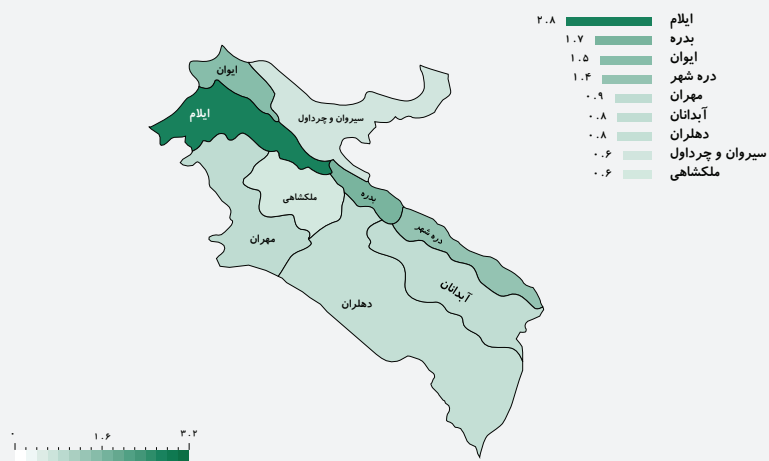 ایلام ۲.۸
بدره ۱.۷
ایوان ۱.۵
دره شهر ۱.۴
مهران ۰.۹
آبدانان ۰.۸
دهلران ۰.۸
سیروان و چرداول ۰.۶
ملکشاهی ۰.۶
ایوان
ایلام
سیروان و چرداول
ملکشاهی
بدره
دره شهر
مهران
آبدانان
دهلران
۰ ۱.۶ ۳.۲